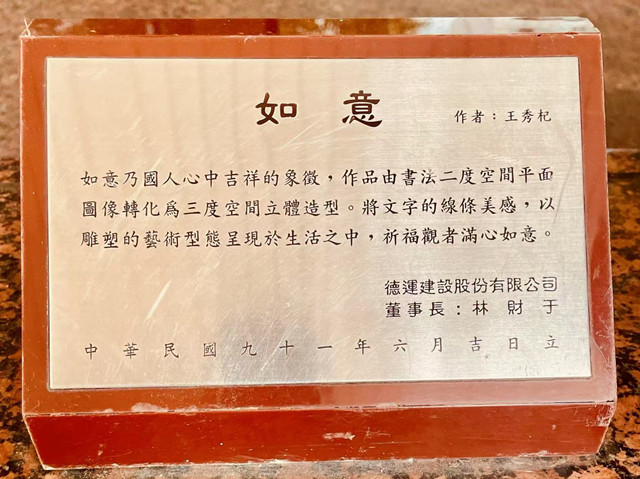 如意
作者：王秀杞
如意乃國人心中吉祥的象徵，作品由書法二度空間平面
圖像轉化為三度空間立體造型。將文字的線條美感，以
雕塑的藝術型態呈現於生活之中，祈福觀者滿心如意。
德運建設股份有限公司
董事長：林財于
中華民國九十一年六月吉日立